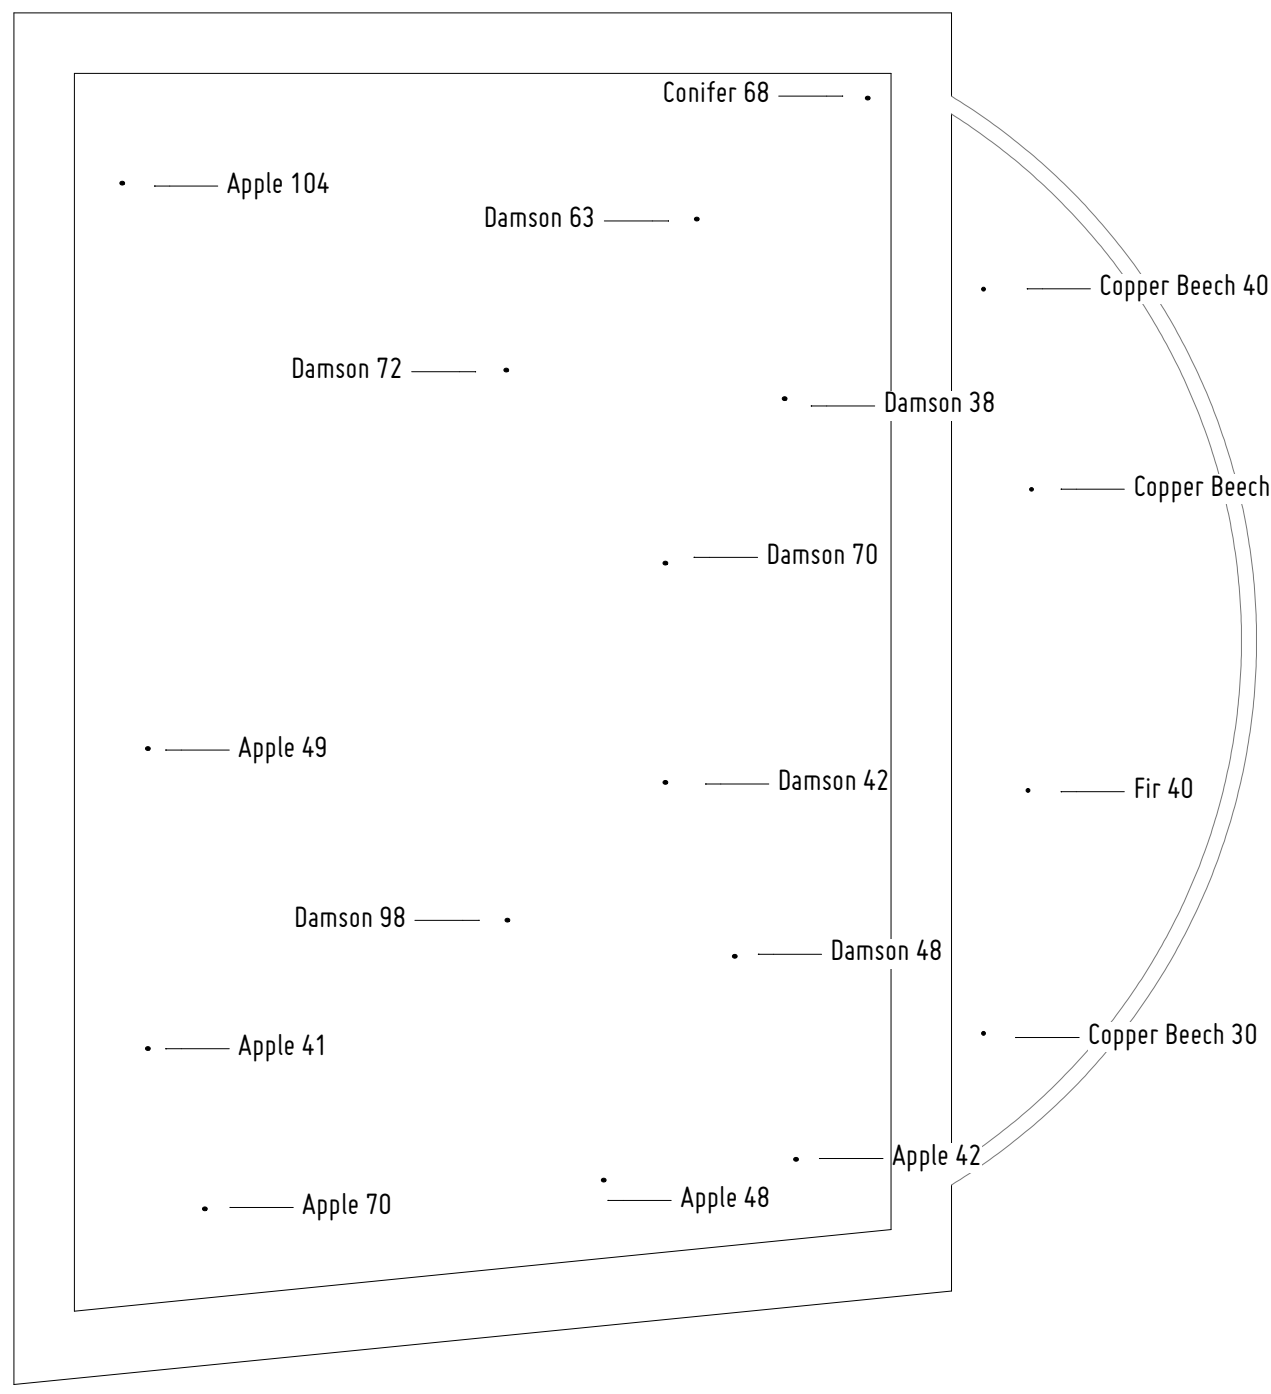 Conifer 68
Apple 104
Damson 63
Copper Beech 40
Damson 72
Damson 38
Copper Beech
Damson 70
Apple 49
Damson 42
Fir 40
Damson 98
Damson 48
Copper Beech 30
Apple 41
Apple 42
Apple 48
Apple 70